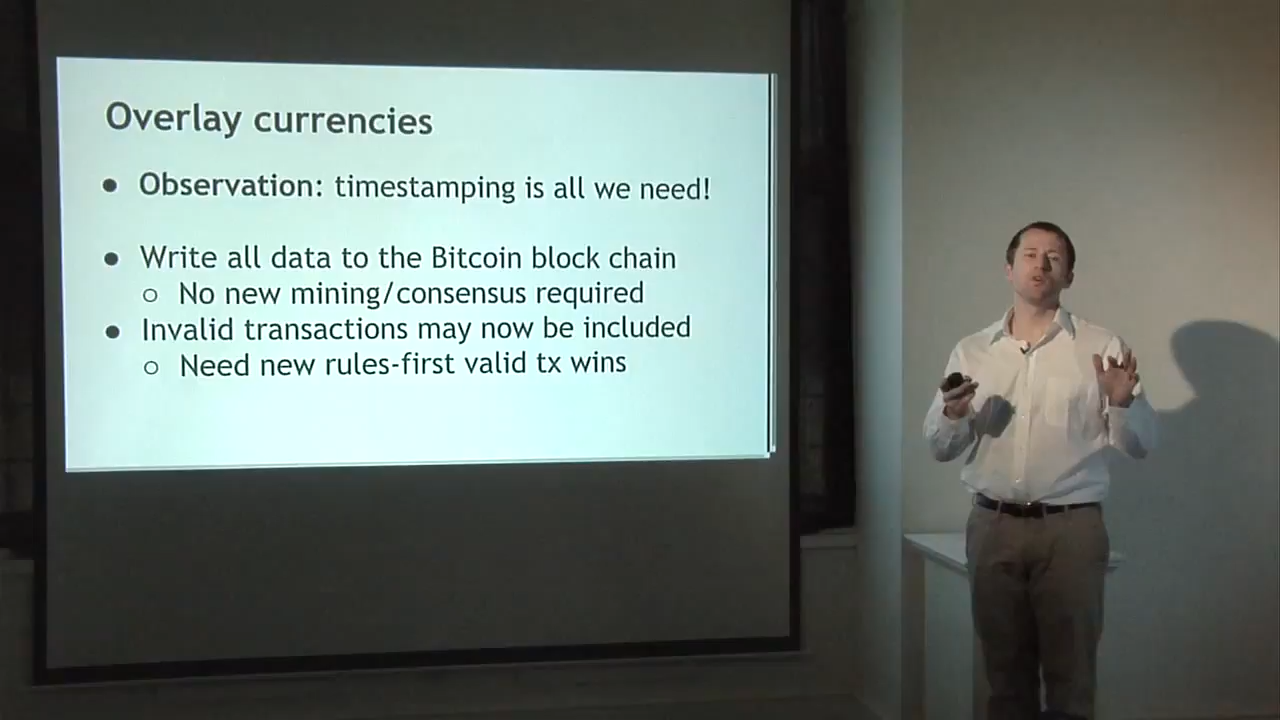 Overlay currencies
● Observation: timestamping is all we need!
● Write all data to the Bitcoin block chain
○ No new mining/consensus required
● Invalid transactions may now be included
○ Need new rules-first valid tx wins